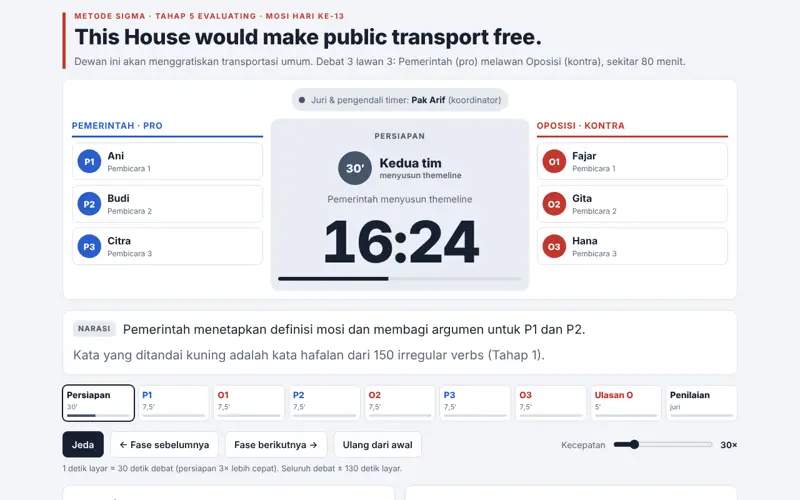 METODE SIGMA · TAHAP 5 EVALUATING · MOSI HARI KE-13
This House would make public transport free.
Dewan ini akan menggratiskan transportasi umum. Debat 3 lawan 3: Pemerintah (pro) melawan Oposisi (kontra), sekitar 80 menit.
Juri & pengendali timer: Pak Arif (koordinator)
PEMERINTAH · PRO
P1
Ani
Pembicara 1
P2
Budi
Pembicara 2
P3
Citra
Pembicara 3
PERSIAPAN
30'
Kedua tim
menyusun themeline
Pemerintah menyusun themeline
16:24
OPOSISI · KONTRA
O1
Fajar
Pembicara 1
O2
Gita
Pembicara 2
O3
Hana
Pembicara 3
NARASI Pemerintah menetapkan definisi mosi dan membagi argumen untuk P1 dan P2.
Kata yang ditandai kuning adalah kata hafalan dari 150 irregular verbs (Tahap 1).
Persiapan
30'
P1
7,5'
O1
7,5'
P2
7,5'
O2
7,5'
P3
7,5'
O3
7,5'
Ulasan O
5'
Penilaian
juri
Jeda
← Fase sebelumnya
Fase berikutnya →
Ulang dari awal
Kecepatan
30×
1 detik layar = 30 detik debat (persiapan 3× lebih cepat). Seluruh debat ± 130 detik layar.